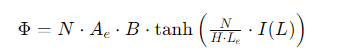 Φ = N · A_e · B · tanh ( N / H·L_e · I(L) )